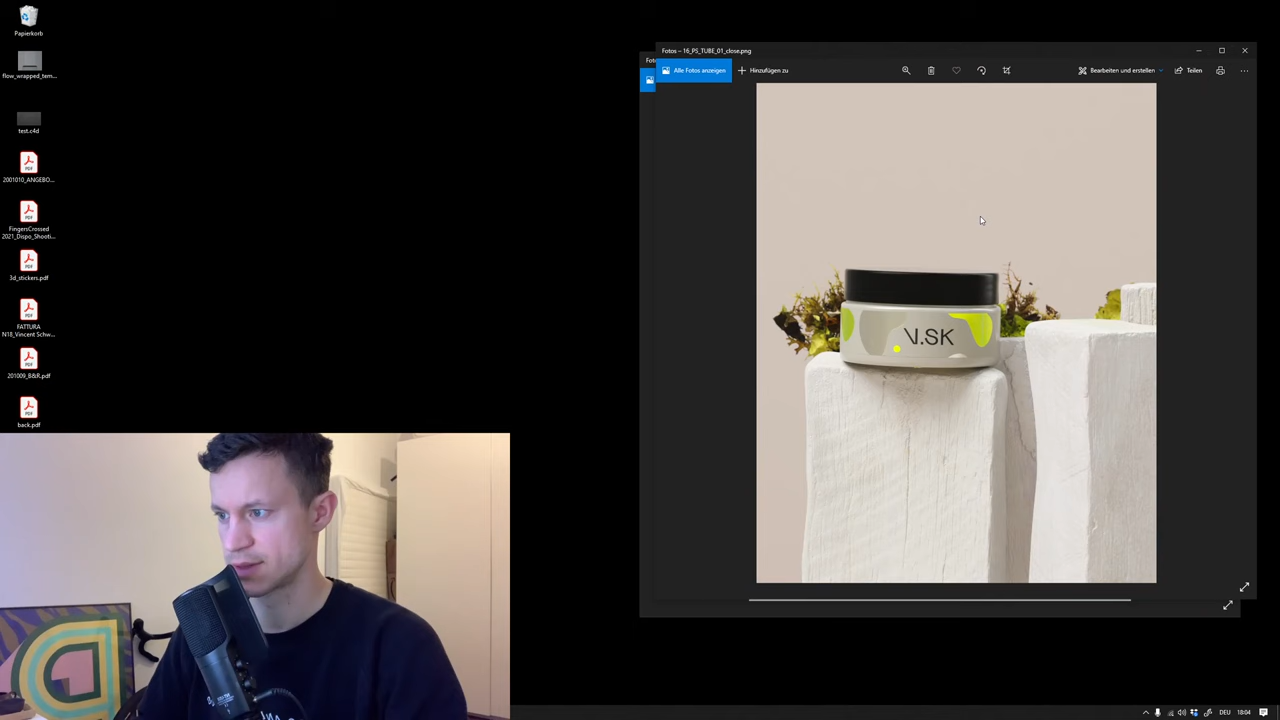 Papierkorb
flow_wrapped_tem...
test.c4d
2001010_ANGEBO...
FingersCrossed
2021_Dispo_Shooti...
3d_stickers.pdf
FATTURA
N18_Vincent Schw...
201009_B&R.pdf
back.pdf
Fotos – 16_PS_TUBE_01_close.png
Alle Fotos anzeigen
Hinzufügen zu
Bearbeiten und erstellen
Teilen
V.SK
DEU
18:04